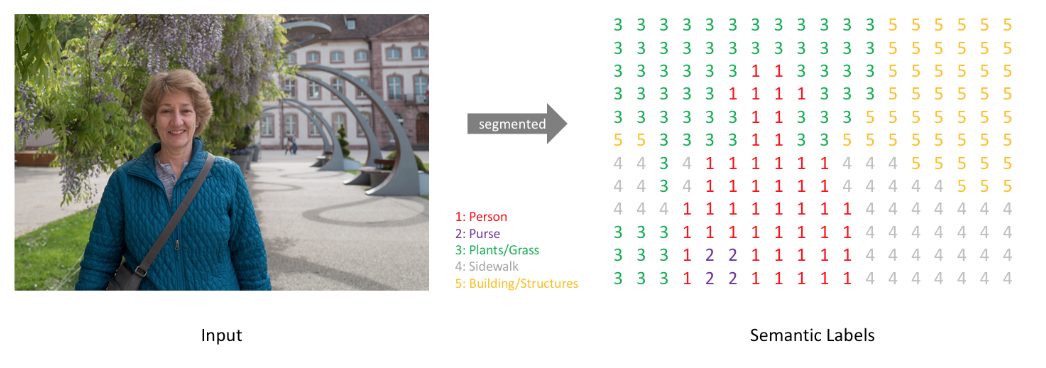 segmented
1: Person
2: Purse
3: Plants/Grass
4: Sidewalk
5: Building/Structures
3 3 3 3 3 3 3 3 3 3 3 3 5 5 5 5 5 5
3 3 3 3 3 3 3 3 3 3 3 3 5 5 5 5 5 5
3 3 3 3 3 3 1 1 3 3 3 3 5 5 5 5 5 5
3 3 3 3 3 1 1 1 1 3 3 3 5 5 5 5 5 5
3 3 3 3 3 3 1 1 3 3 3 5 5 5 5 5 5 5
5 5 3 3 3 3 1 1 3 3 5 5 5 5 5 5 5 5
4 4 3 4 1 1 1 1 1 1 4 4 4 5 5 5 5 5
4 4 3 4 1 1 1 1 1 1 4 4 4 4 4 5 5 5
4 4 4 1 1 1 1 1 1 1 1 4 4 4 4 4 4 4
3 3 3 1 1 1 1 1 1 1 1 4 4 4 4 4 4 4
3 3 3 1 2 2 1 1 1 1 1 4 4 4 4 4 4 4
3 3 3 1 2 2 1 1 1 1 1 4 4 4 4 4 4 4
Input
Semantic Labels